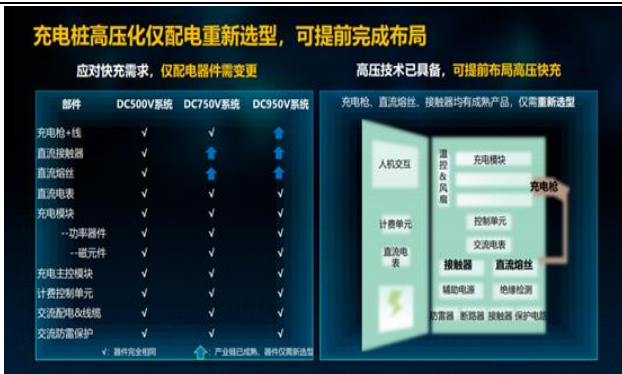 充电桩高压化仅配电重新选型，可提前完成布局
应对快充需求，仅配电器件需变更
部件 DC500V系统 DC750V系统 DC950V系统
充电枪+线 √ √
直流接触器 √
直流熔丝 √
直流电表 √ √ √
充电模块 √ √ √
--功率器件 √ √ √
--磁元件 √ √ √
充电主控模块 √ √ √
计费控制单元 √ √ √
交流配电&线缆 √ √ √
交流防雷保护 √ √ √
√：器件完全相同 ：产业链已成熟、器件仅需新选型
高压技术已具备，可提前布局高压快充
充电桩、直流熔丝、接触器均有成熟产品，仅需重新选型
人机交互
计费单元
直流电
表
温
控
&
风
扇
充电模块
充电枪
控制单元
交流电表
接触器 直流熔丝
辅助电源 绝缘检测
防雷器 断路器 接触器 保护电路